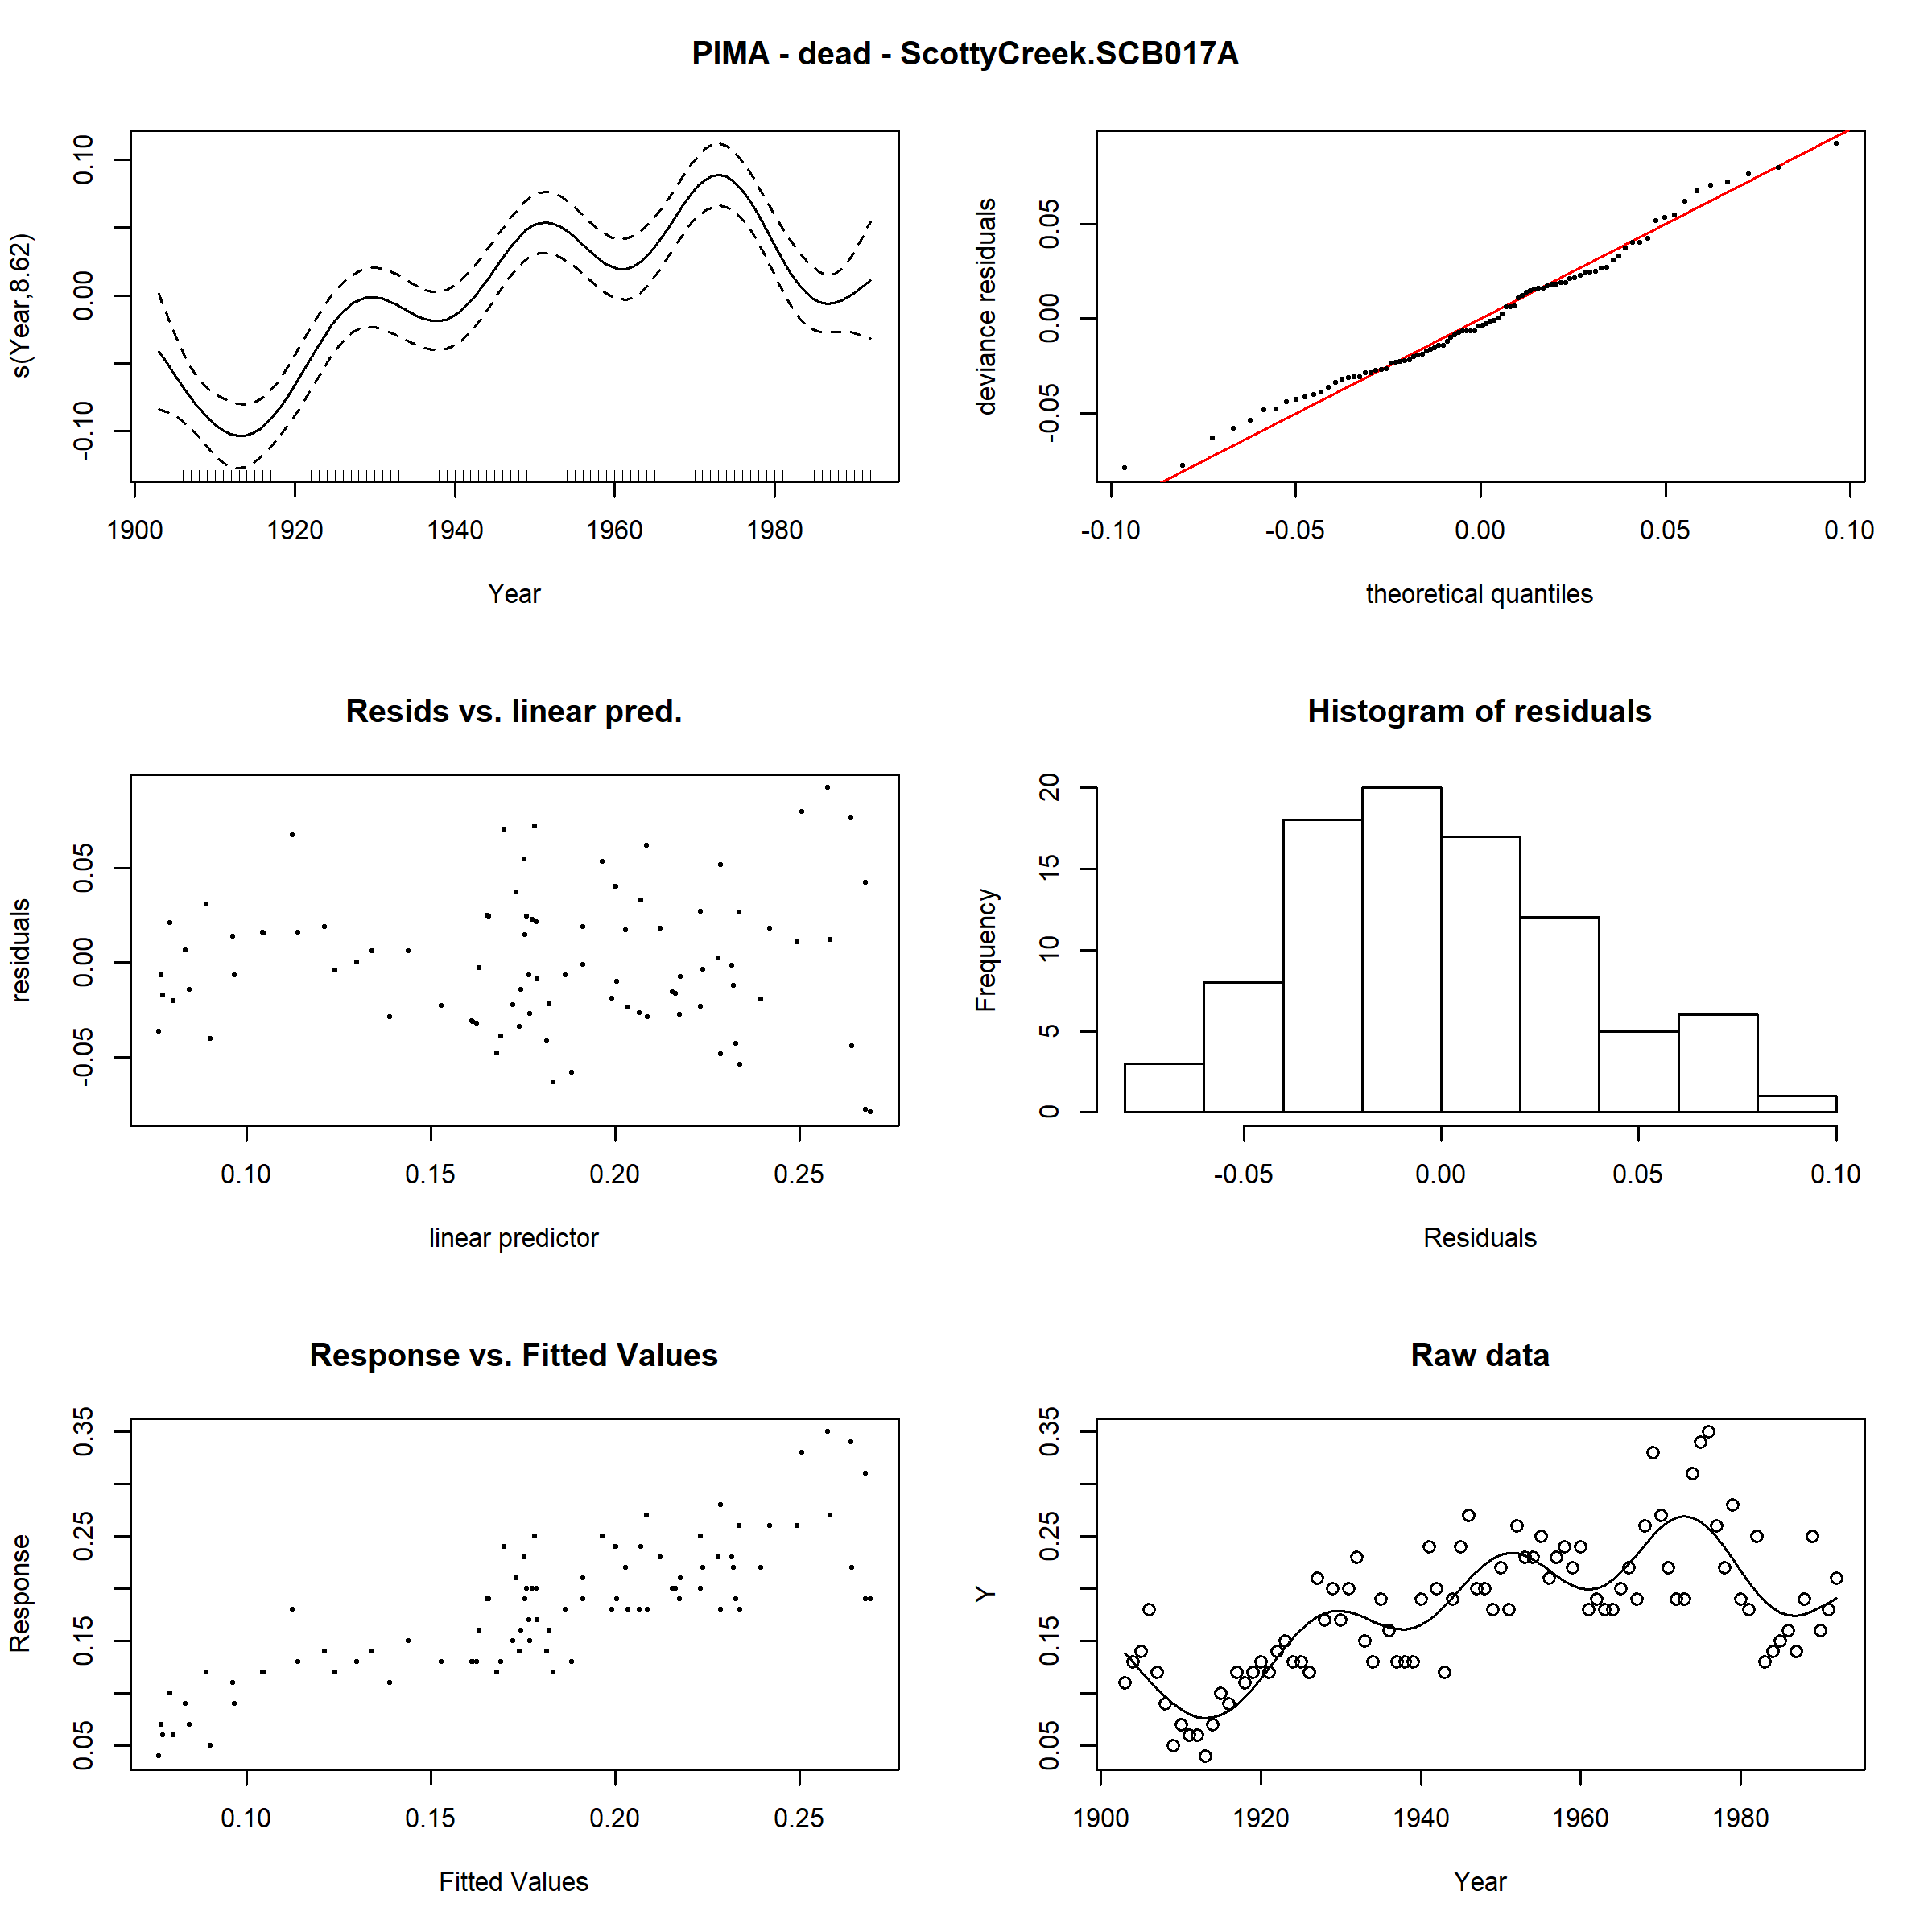 PIMA - dead - ScottyCreek.SCB017A
s(Year,8.62)
-0.10 0.00 0.10
1900 1920 1940 1960 1980
Year
deviance residuals
-0.05 0.00 0.05
-0.10 -0.05 0.00 0.05 0.10
theoretical quantiles
Resids vs. linear pred.
residuals
-0.05 0.00 0.05
0.10 0.15 0.20 0.25
linear predictor
Histogram of residuals
Frequency
0 5 10 15 20
-0.05 0.00 0.05 0.10
Residuals
Response vs. Fitted Values
Response
0.05 0.15 0.25 0.35
0.10 0.15 0.20 0.25
Fitted Values
Raw data
Y
0.05 0.15 0.25 0.35
1900 1920 1940 1960 1980
Year